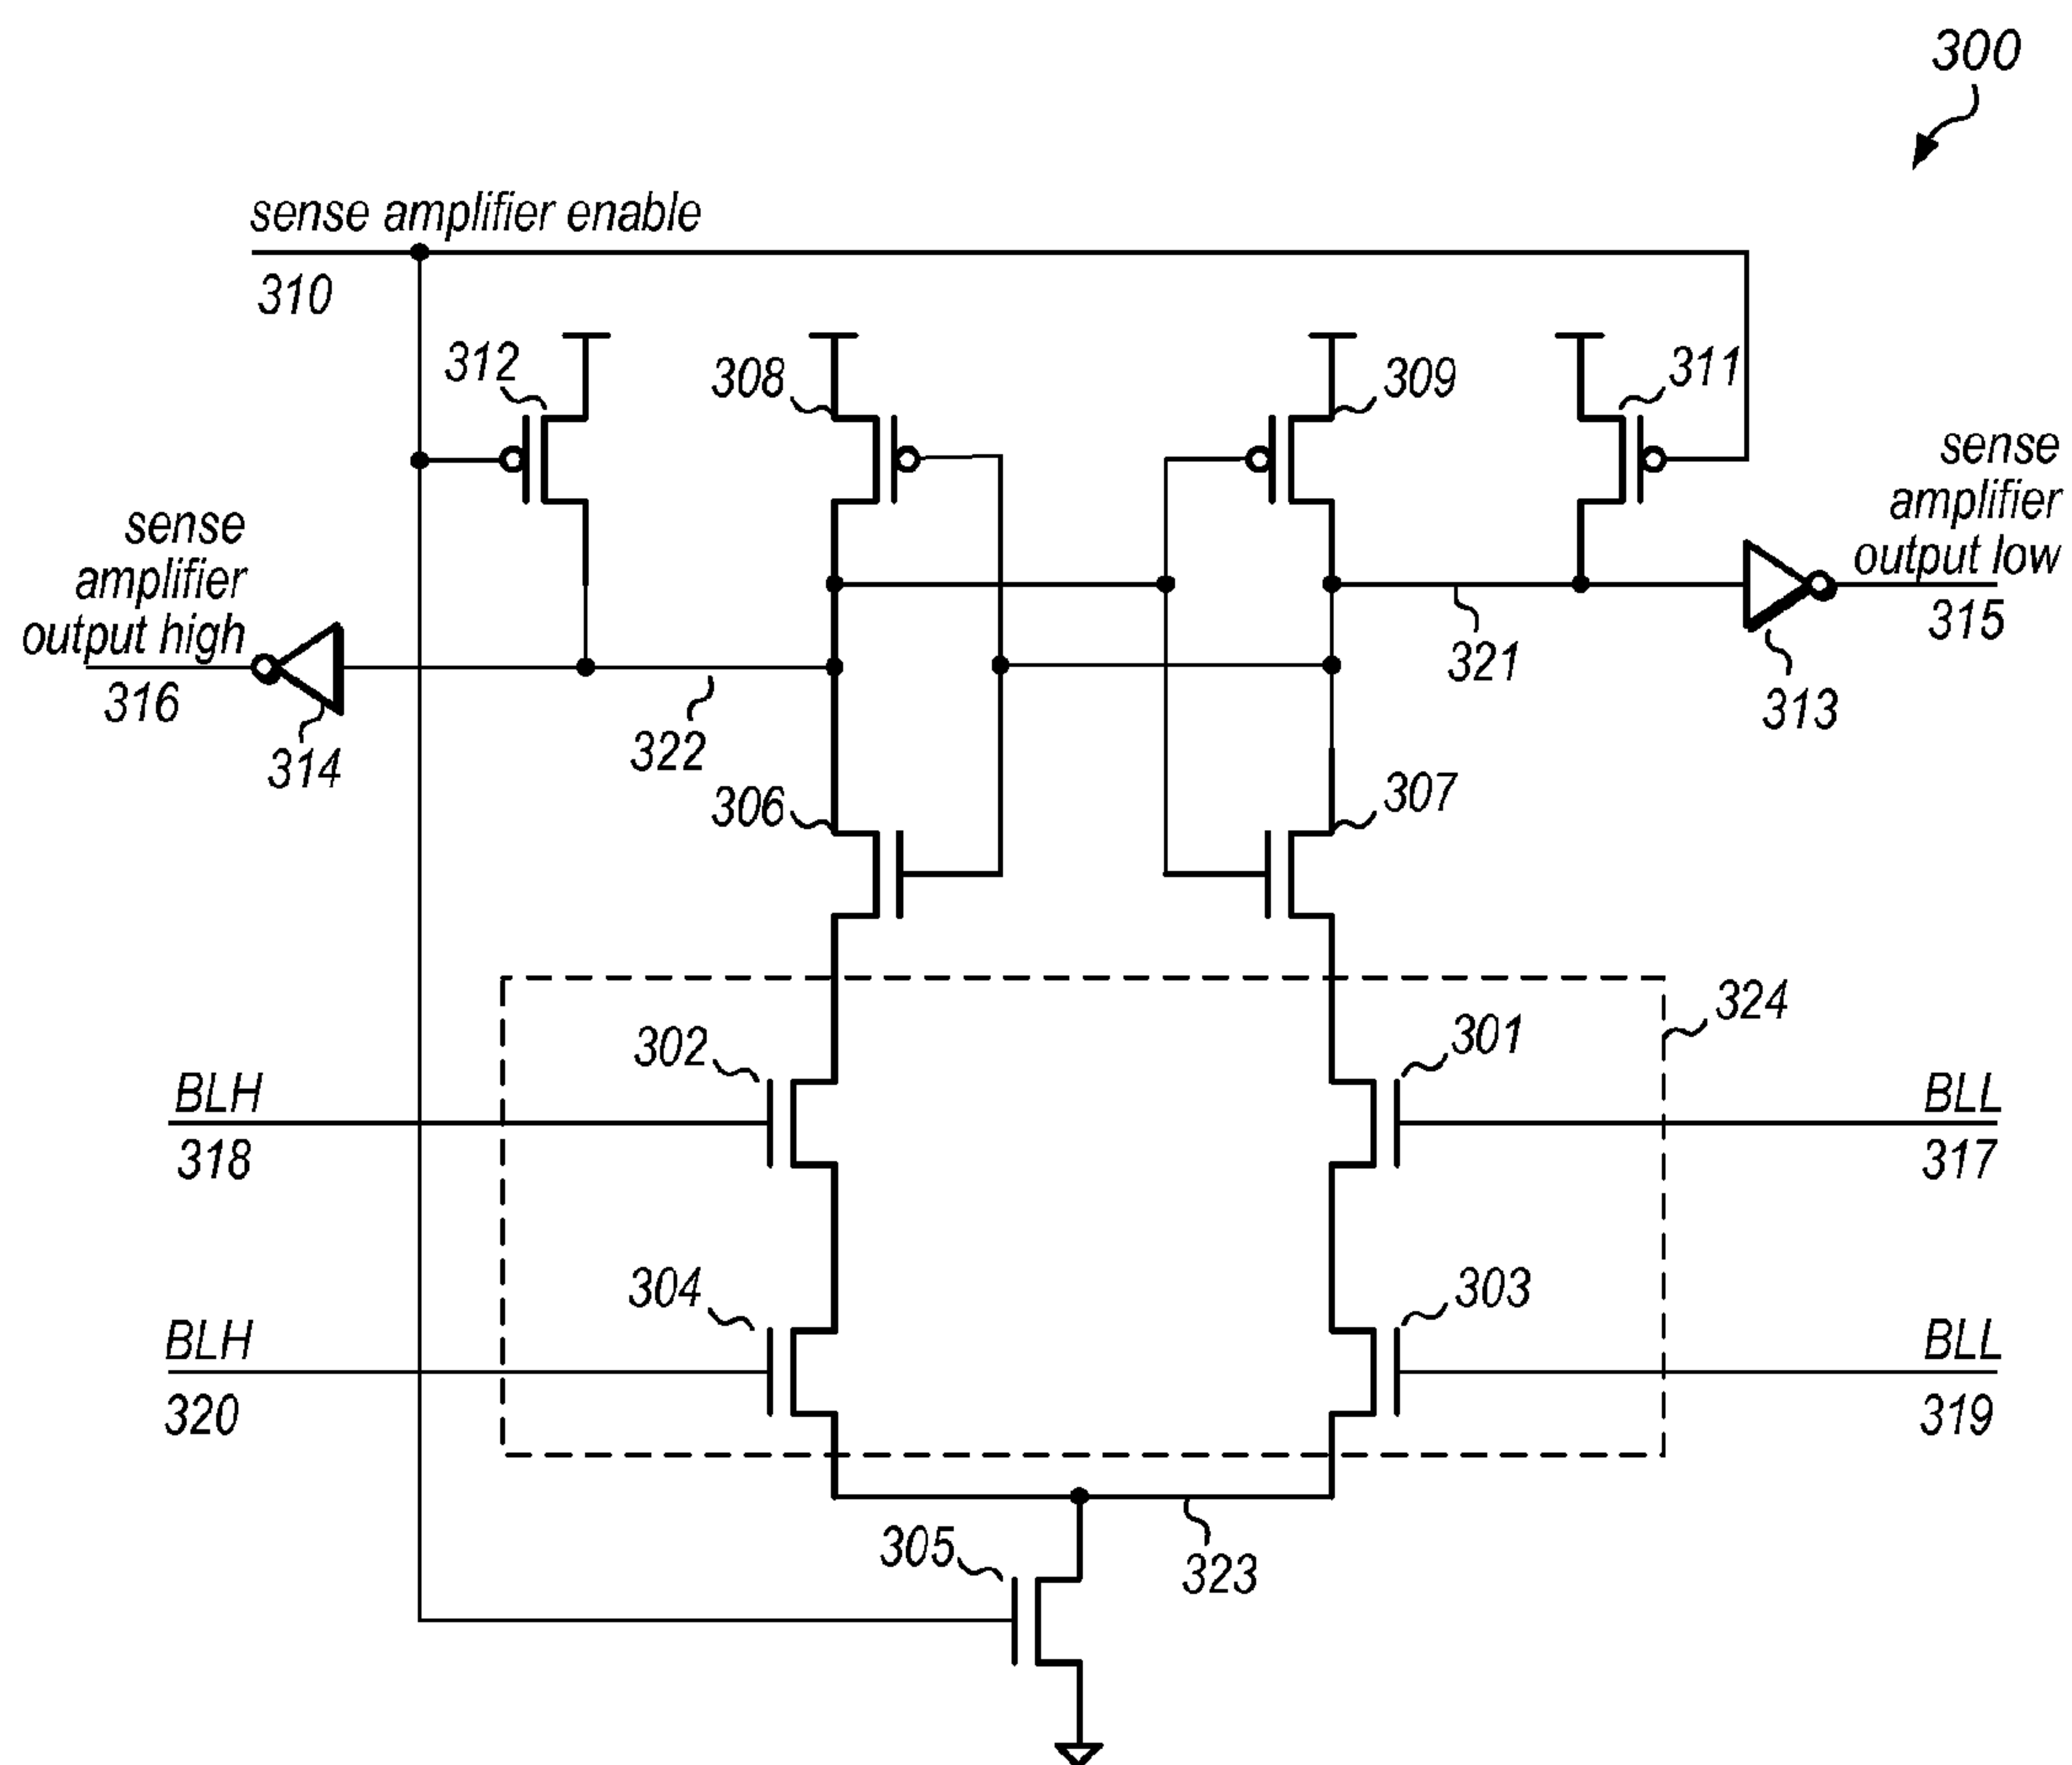 300
sense amplifier enable
310
312
308
309
311
sense
amplifier
output low
315
sense
amplifier
output high
316
314
322
321
313
306
307
324
302
301
BLH
318
BLL
317
304
303
BLH
320
BLL
319
305
323